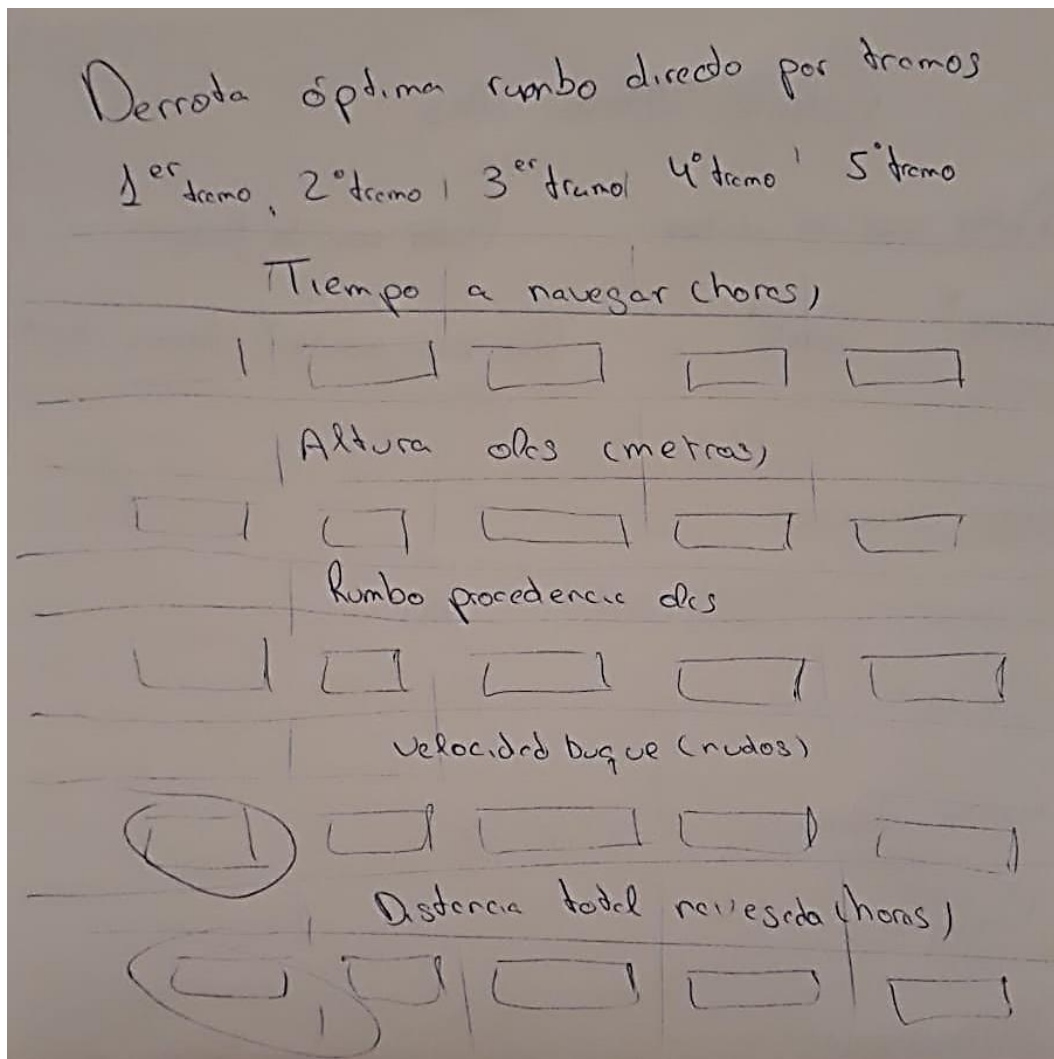 Derrota óptima rumbo directo por tramos
1er tramo, 2º tramo, 3er tramo 4º tramo 5º tramo
Tiempo a navegar (horas)
Altura olas (metros)
Rumbo procedencia olas
Velocidad buque (nudos)
Distancia total navegada (horas)